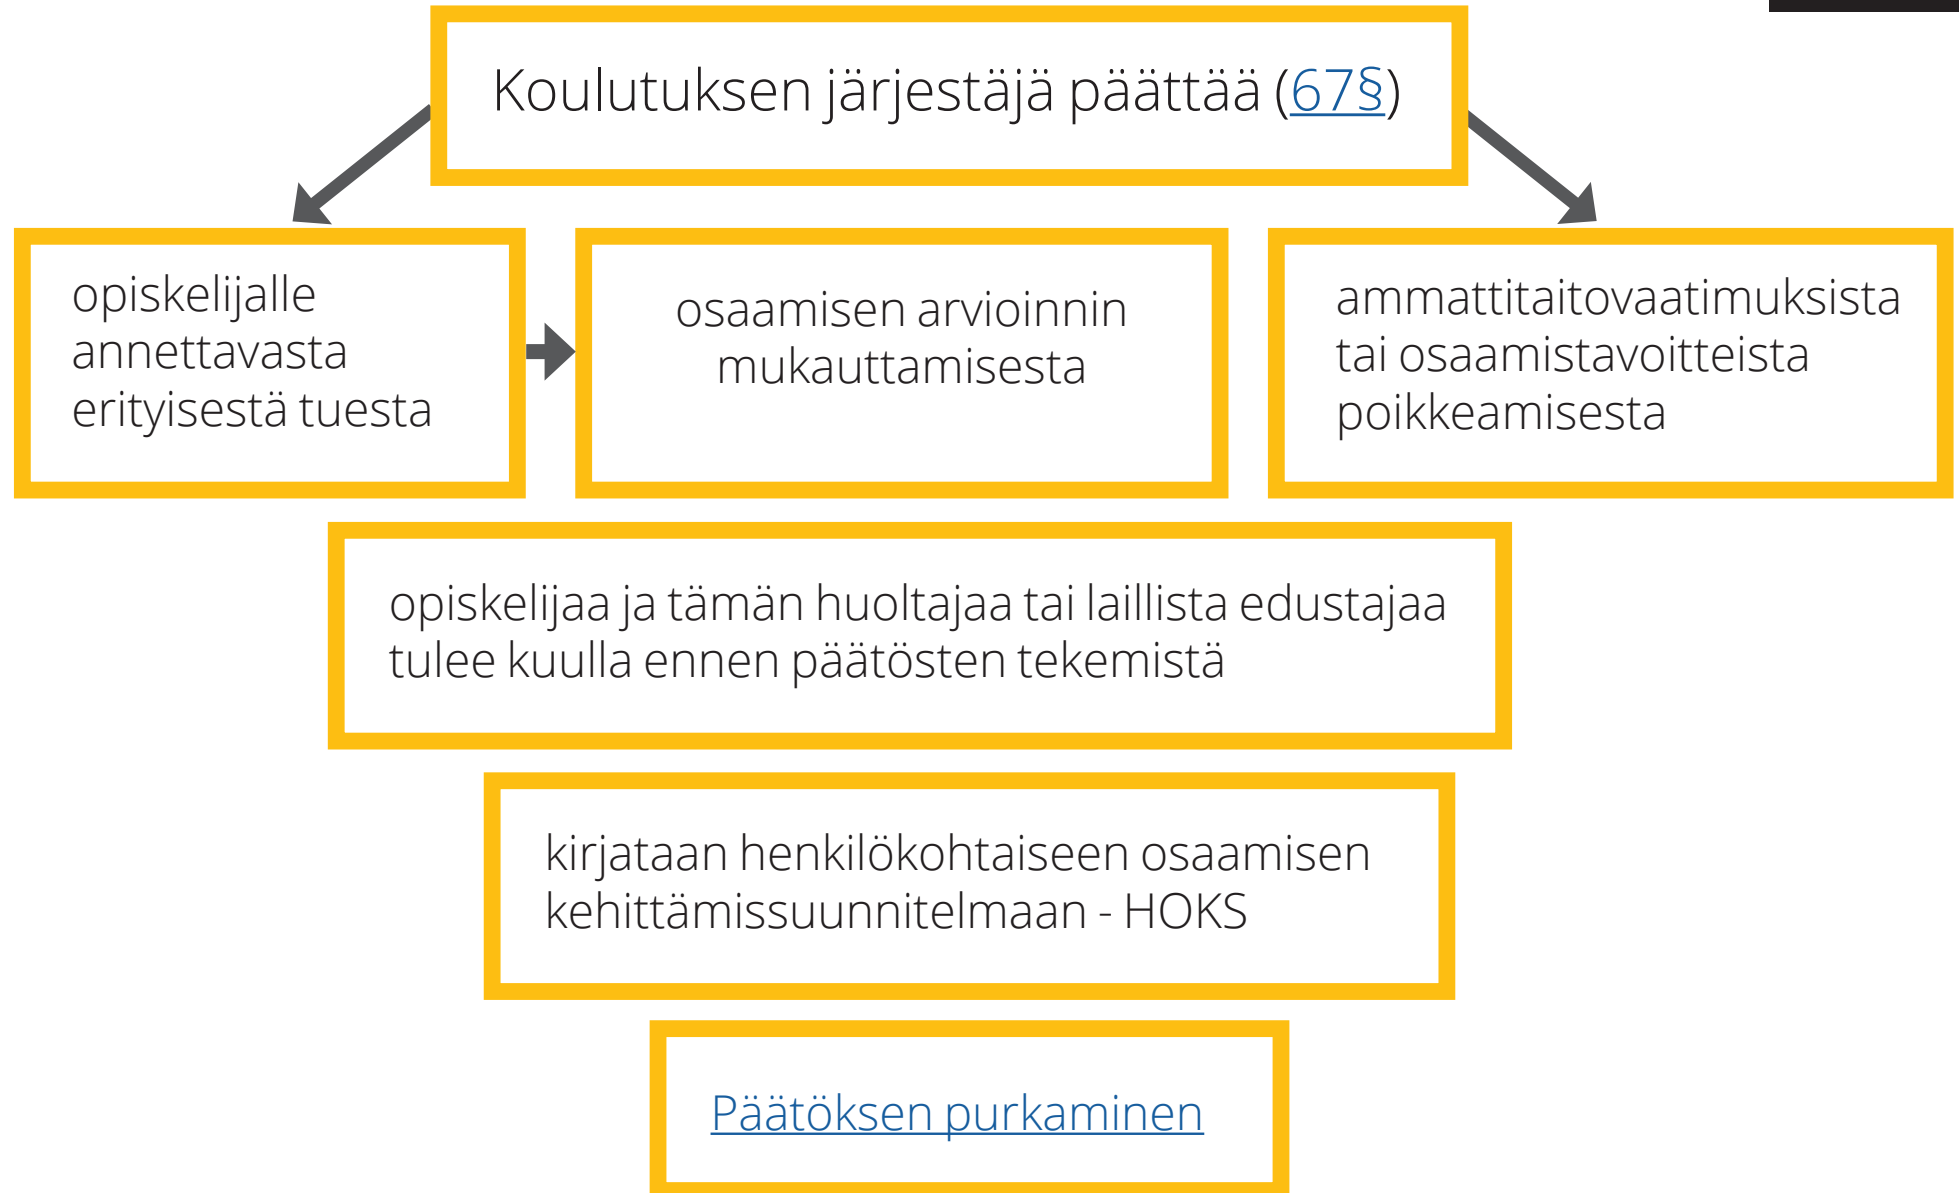 Koulutuksen järjestäjä päättää (67§)
opiskelijalle
annettavasta
erityisestä tuesta
osaamisen arvioinnin
mukauttamisesta
ammattitaitovaatimuksista
tai osaamistavoitteista
poikkeamisesta
opiskelijaa ja tämän huoltajaa tai laillista edustajaa
tulee kuulla ennen päätösten tekemistä
kirjataan henkilökohtaiseen osaamisen
kehittämissuunnitelmaan - HOKS
Päätöksen purkaminen